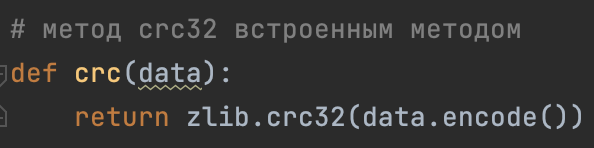 # метод crc32 встроенным методом
def crc(data):
return zlib.crc32(data.encode())